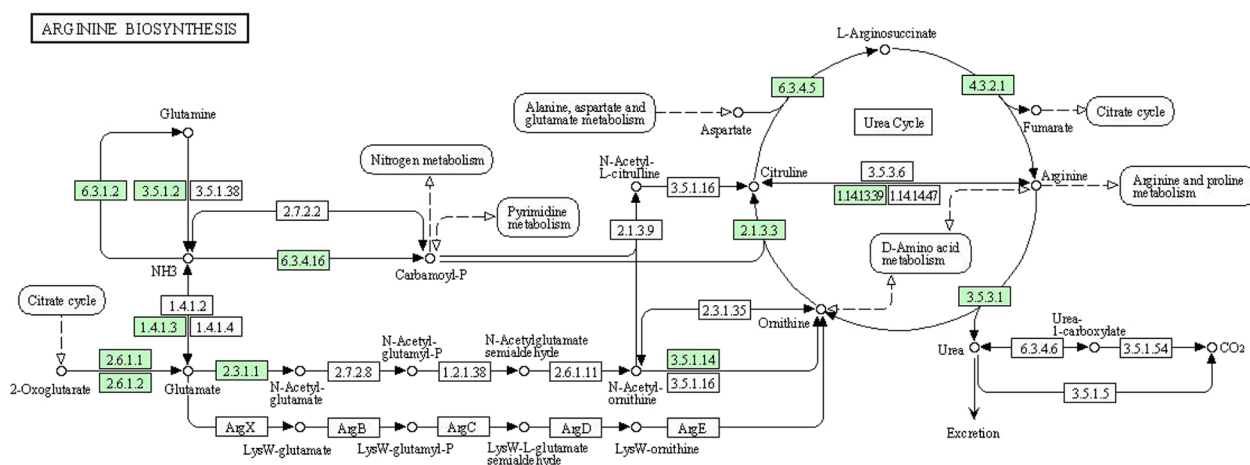 ARGININE BIOSYNTHESIS
L-Arginosuccinate
6.3.4.5
4.3.2.1
Alanine, aspartate and
glutamate metabolism
Aspartate
Fumarate
Citrate cycle
Urea Cycle
Glutamine
Nitrogen metabolism
N-Acetyl-
L-citrulline
Citruline
3.5.3.6
Arginine
Arginine and proline
metabolism
6.3.1.2
3.5.1.2
3.5.1.38
3.5.1.16
1.14.13.39
1.14.14.47
2.7.2.2
Pyrimidine
metabolism
2.1.3.9
2.1.3.3
D-Amino acid
metabolism
NH3
6.3.4.16
Carbamoyl-P
Citrate cycle
1.4.1.2
1.4.1.3
1.4.1.4
2.3.1.35
Ornithine
3.5.3.1
Urea-
1-carboxylate
Urea
6.3.4.6
3.5.1.54
CO2
2.6.1.1
2.6.1.2
2-Oxoglutarate
Glutamate
2.3.1.1
N-Acetyl-
glutamate
2.7.2.8
N-Acetyl-
glutamyl-P
1.2.1.38
N-Acetylglutamate
semialdehyde
2.6.1.11
N-Acetyl-
ornithine
3.5.1.14
3.5.1.16
3.5.1.5
ArgX
LysW-glutamate
ArgB
LysW-glutamyl-P
ArgC
LysW-L-glutamate
semialdehyde
ArgD
LysW-ornithine
ArgE
Excretion